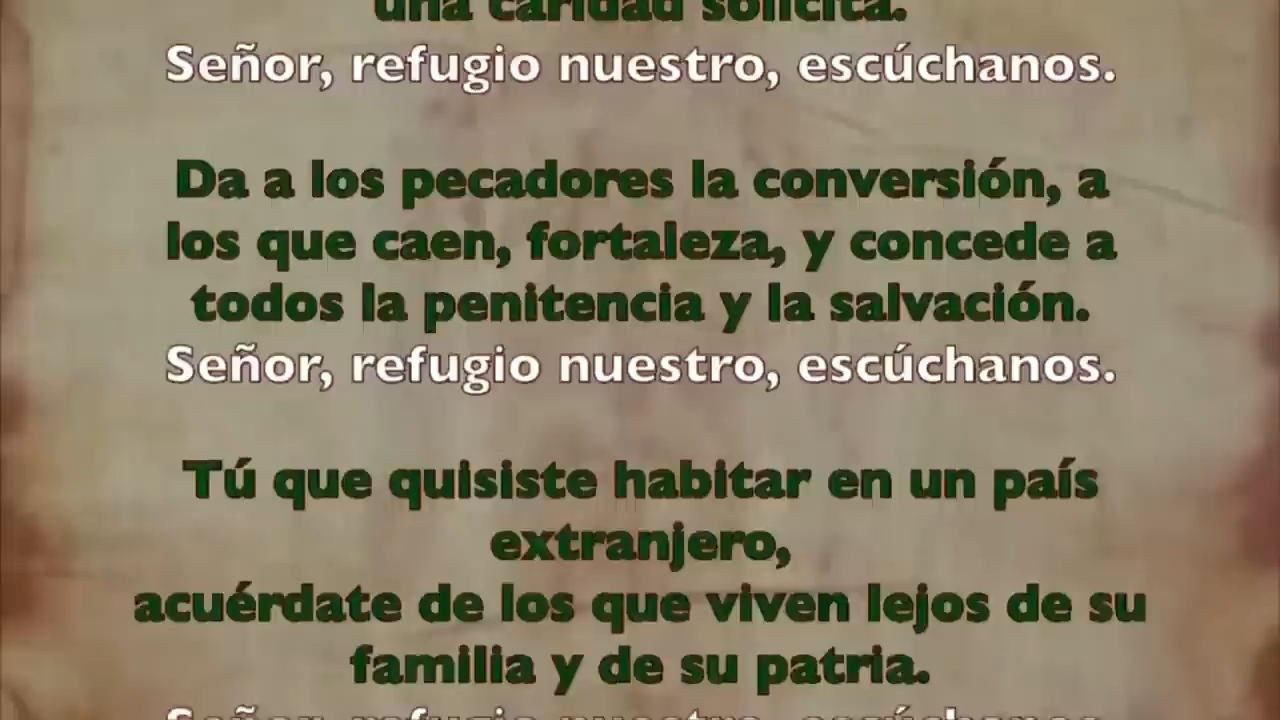 una caridad solícita.
Señor, refugio nuestro, escúchanos.
Da a los pecadores la conversión, a
los que caen, fortaleza, y concede a
todos la penitencia y la salvación.
Señor, refugio nuestro, escúchanos.
Tú que quisiste habitar en un país
extranjero,
acuérdate de los que viven lejos de su
familia y de su patria.
Señor, refugio nuestro, escúchanos.